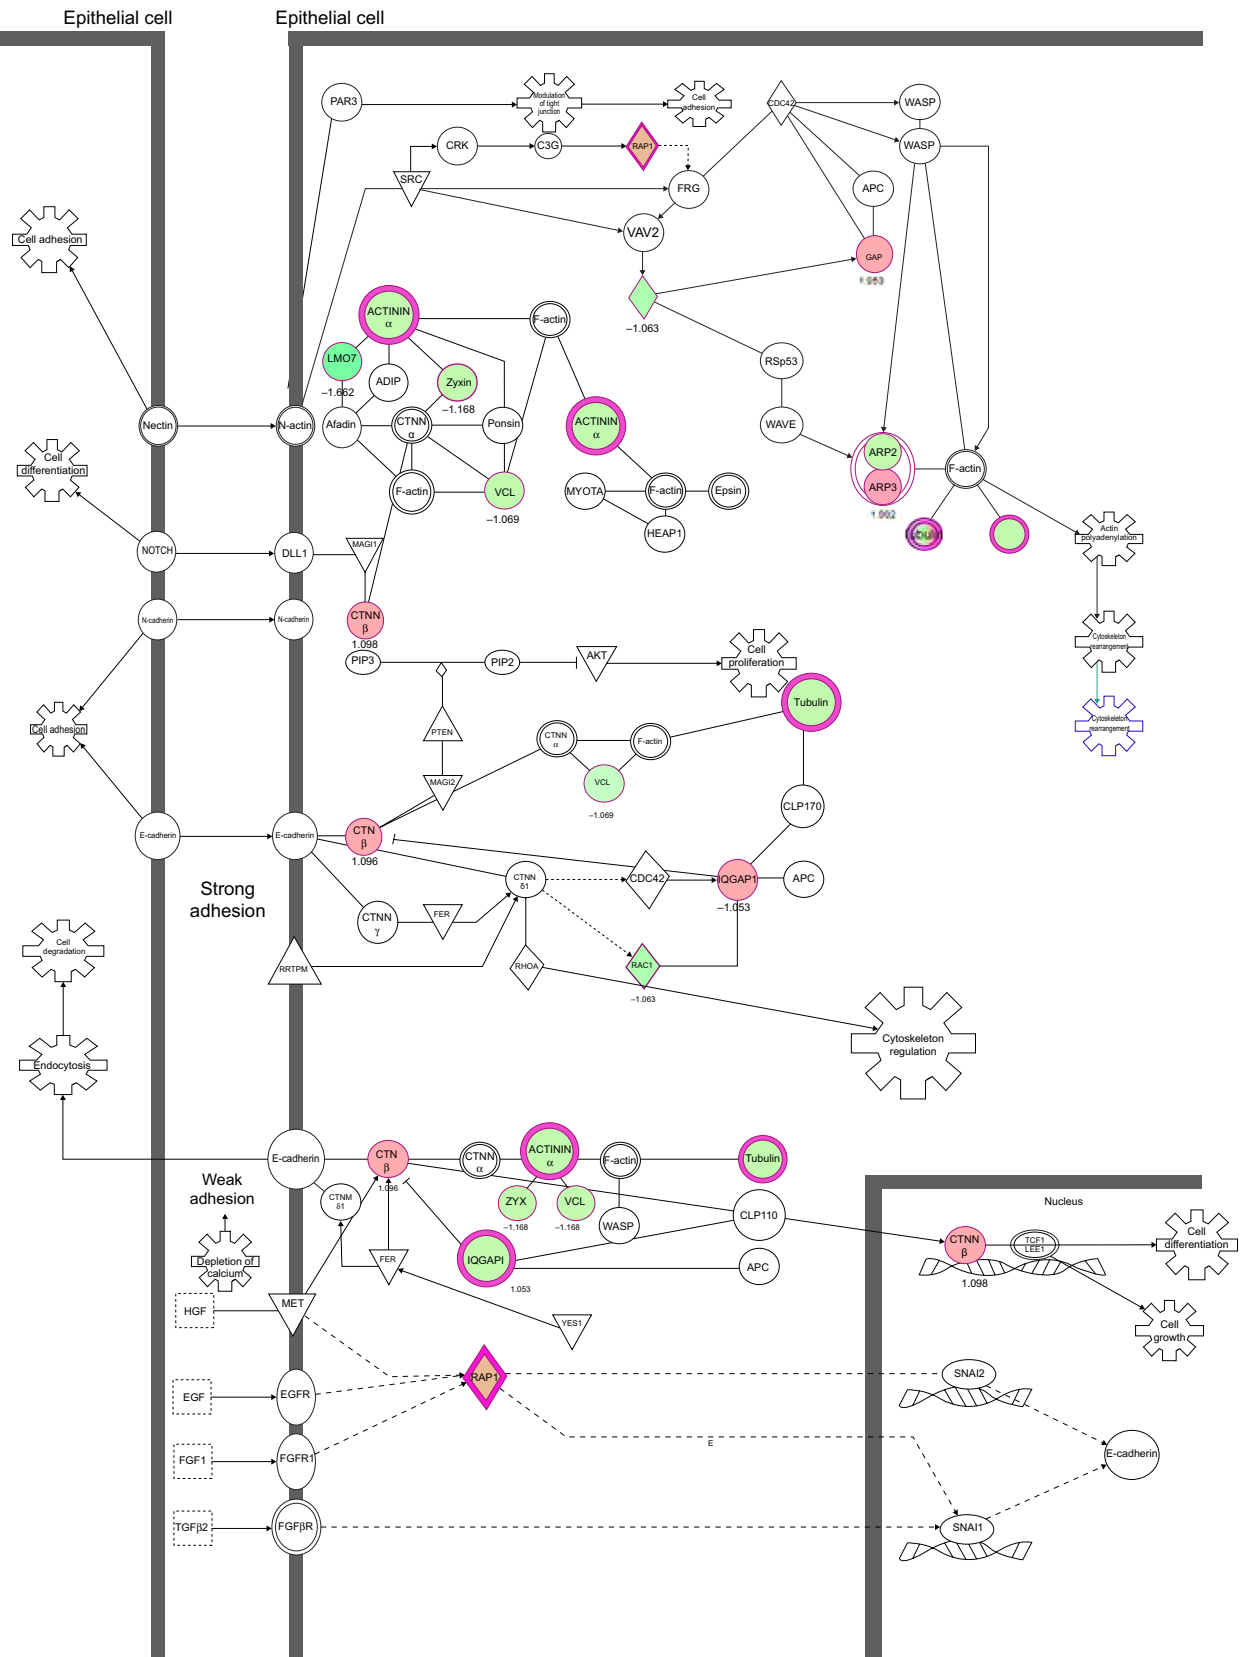 Epithelial cell
Epithelial cell
PAR3
Modulation
of tight
junction
Cell
adhesion
CDC42
WASP
CRK
C3G
RAP1
WASP
SRC
FRG
APC
VAV2
Cell adhesion
GAP
–1.063
ACTININ
α
F-actin
LMO7
–1.662
ADIP
Zyxin
–1.168
RSp53
Nectin
N-actin
Afadin
CTNN
α
Ponsin
ACTININ
α
WAVE
ARP2
ARP3
F-actin
Cell
differentiation
F-actin
VCL
–1.069
MYOTA
F-actin
Epsin
HEAP1
1.002
Actin
polyadenylation
NOTCH
DLL1
MAGI1
N-cadherin
N-cadherin
CTNN
β
1.098
Cytoskeleton
rearrangement
PIP3
PIP2
AKT
Cell
proliferation
Tubulin
Cell adhesion
PTEN
CTNN
α
F-actin
Cytoskeleton
rearrangement
MAGI2
VCL
–1.069
CLP170
E-cadherin
E-cadherin
CTN
β
1.096
Strong
adhesion
CTNN
δ1
CDC42
IQGAP1
–1.053
APC
CTNN
γ
FER
Cell
degradation
RRTPM
RHOA
RAC1
–1.063
Cytoskeleton
regulation
Endocytosis
E-cadherin
CTN
β
1.096
CTNN
α
ACTININ
α
F-actin
Tubulin
Weak
adhesion
CTNM
δ1
ZYX
–1.168
VCL
–1.168
WASP
CLP110
Nucleus
Depletion of
calcium
FER
IQGAPI
1.053
APC
CTNN
β
1.098
TCF1
LEE1
Cell
differentiation
HGF
MET
YES1
Cell
growth
EGF
EGFR
RAP1
SNAI2
E
FGF1
FGFR1
E-cadherin
TGFβ2
FGFβR
SNAI1